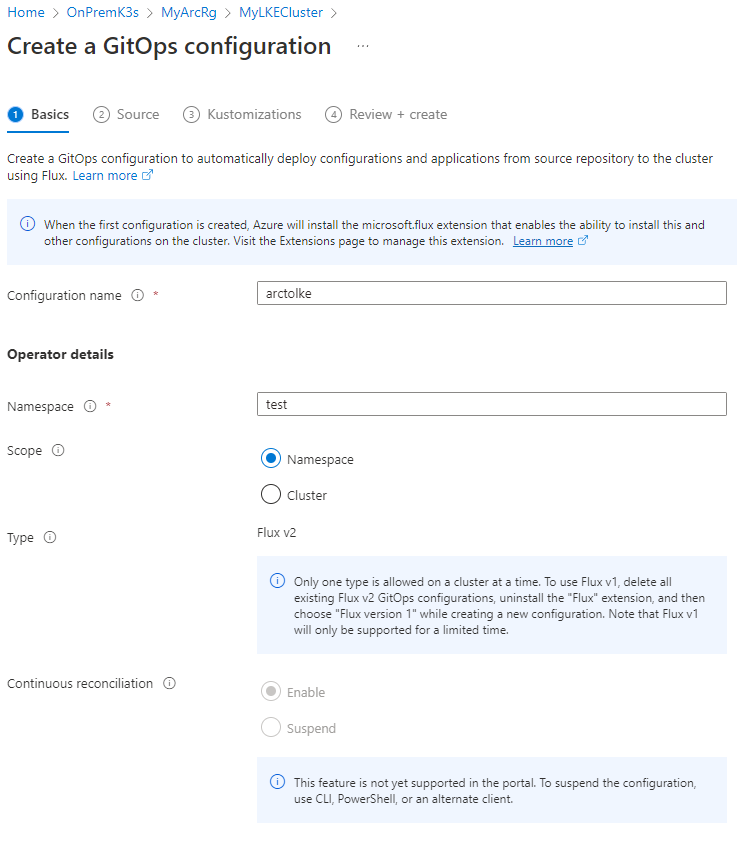 Home > OnPremK3s > MyArcRg > MyLKECluster >
Create a GitOps configuration ...
1 Basics 2 Source 3 Kustomizations 4 Review + create
Create a GitOps configuration to automatically deploy configurations and applications from source repository to the cluster
using Flux. Learn more
When the first configuration is created, Azure will install the microsoft.flux extension that enables the ability to install this and
other configurations on the cluster. Visit the Extensions page to manage this extension. Learn more
Configuration name * arctolke
Operator details
Namespace * test
Scope
Namespace
Cluster
Type Flux v2
Only one type is allowed on a cluster at a time. To use Flux v1, delete all
existing Flux v2 GitOps configurations, uninstall the "Flux" extension, and then
choose "Flux version 1" while creating a new configuration. Note that Flux v1
will only be supported for a limited time.
Continuous reconciliation
Enable
Suspend
This feature is not yet supported in the portal. To suspend the configuration,
use CLI, PowerShell, or an alternate client.